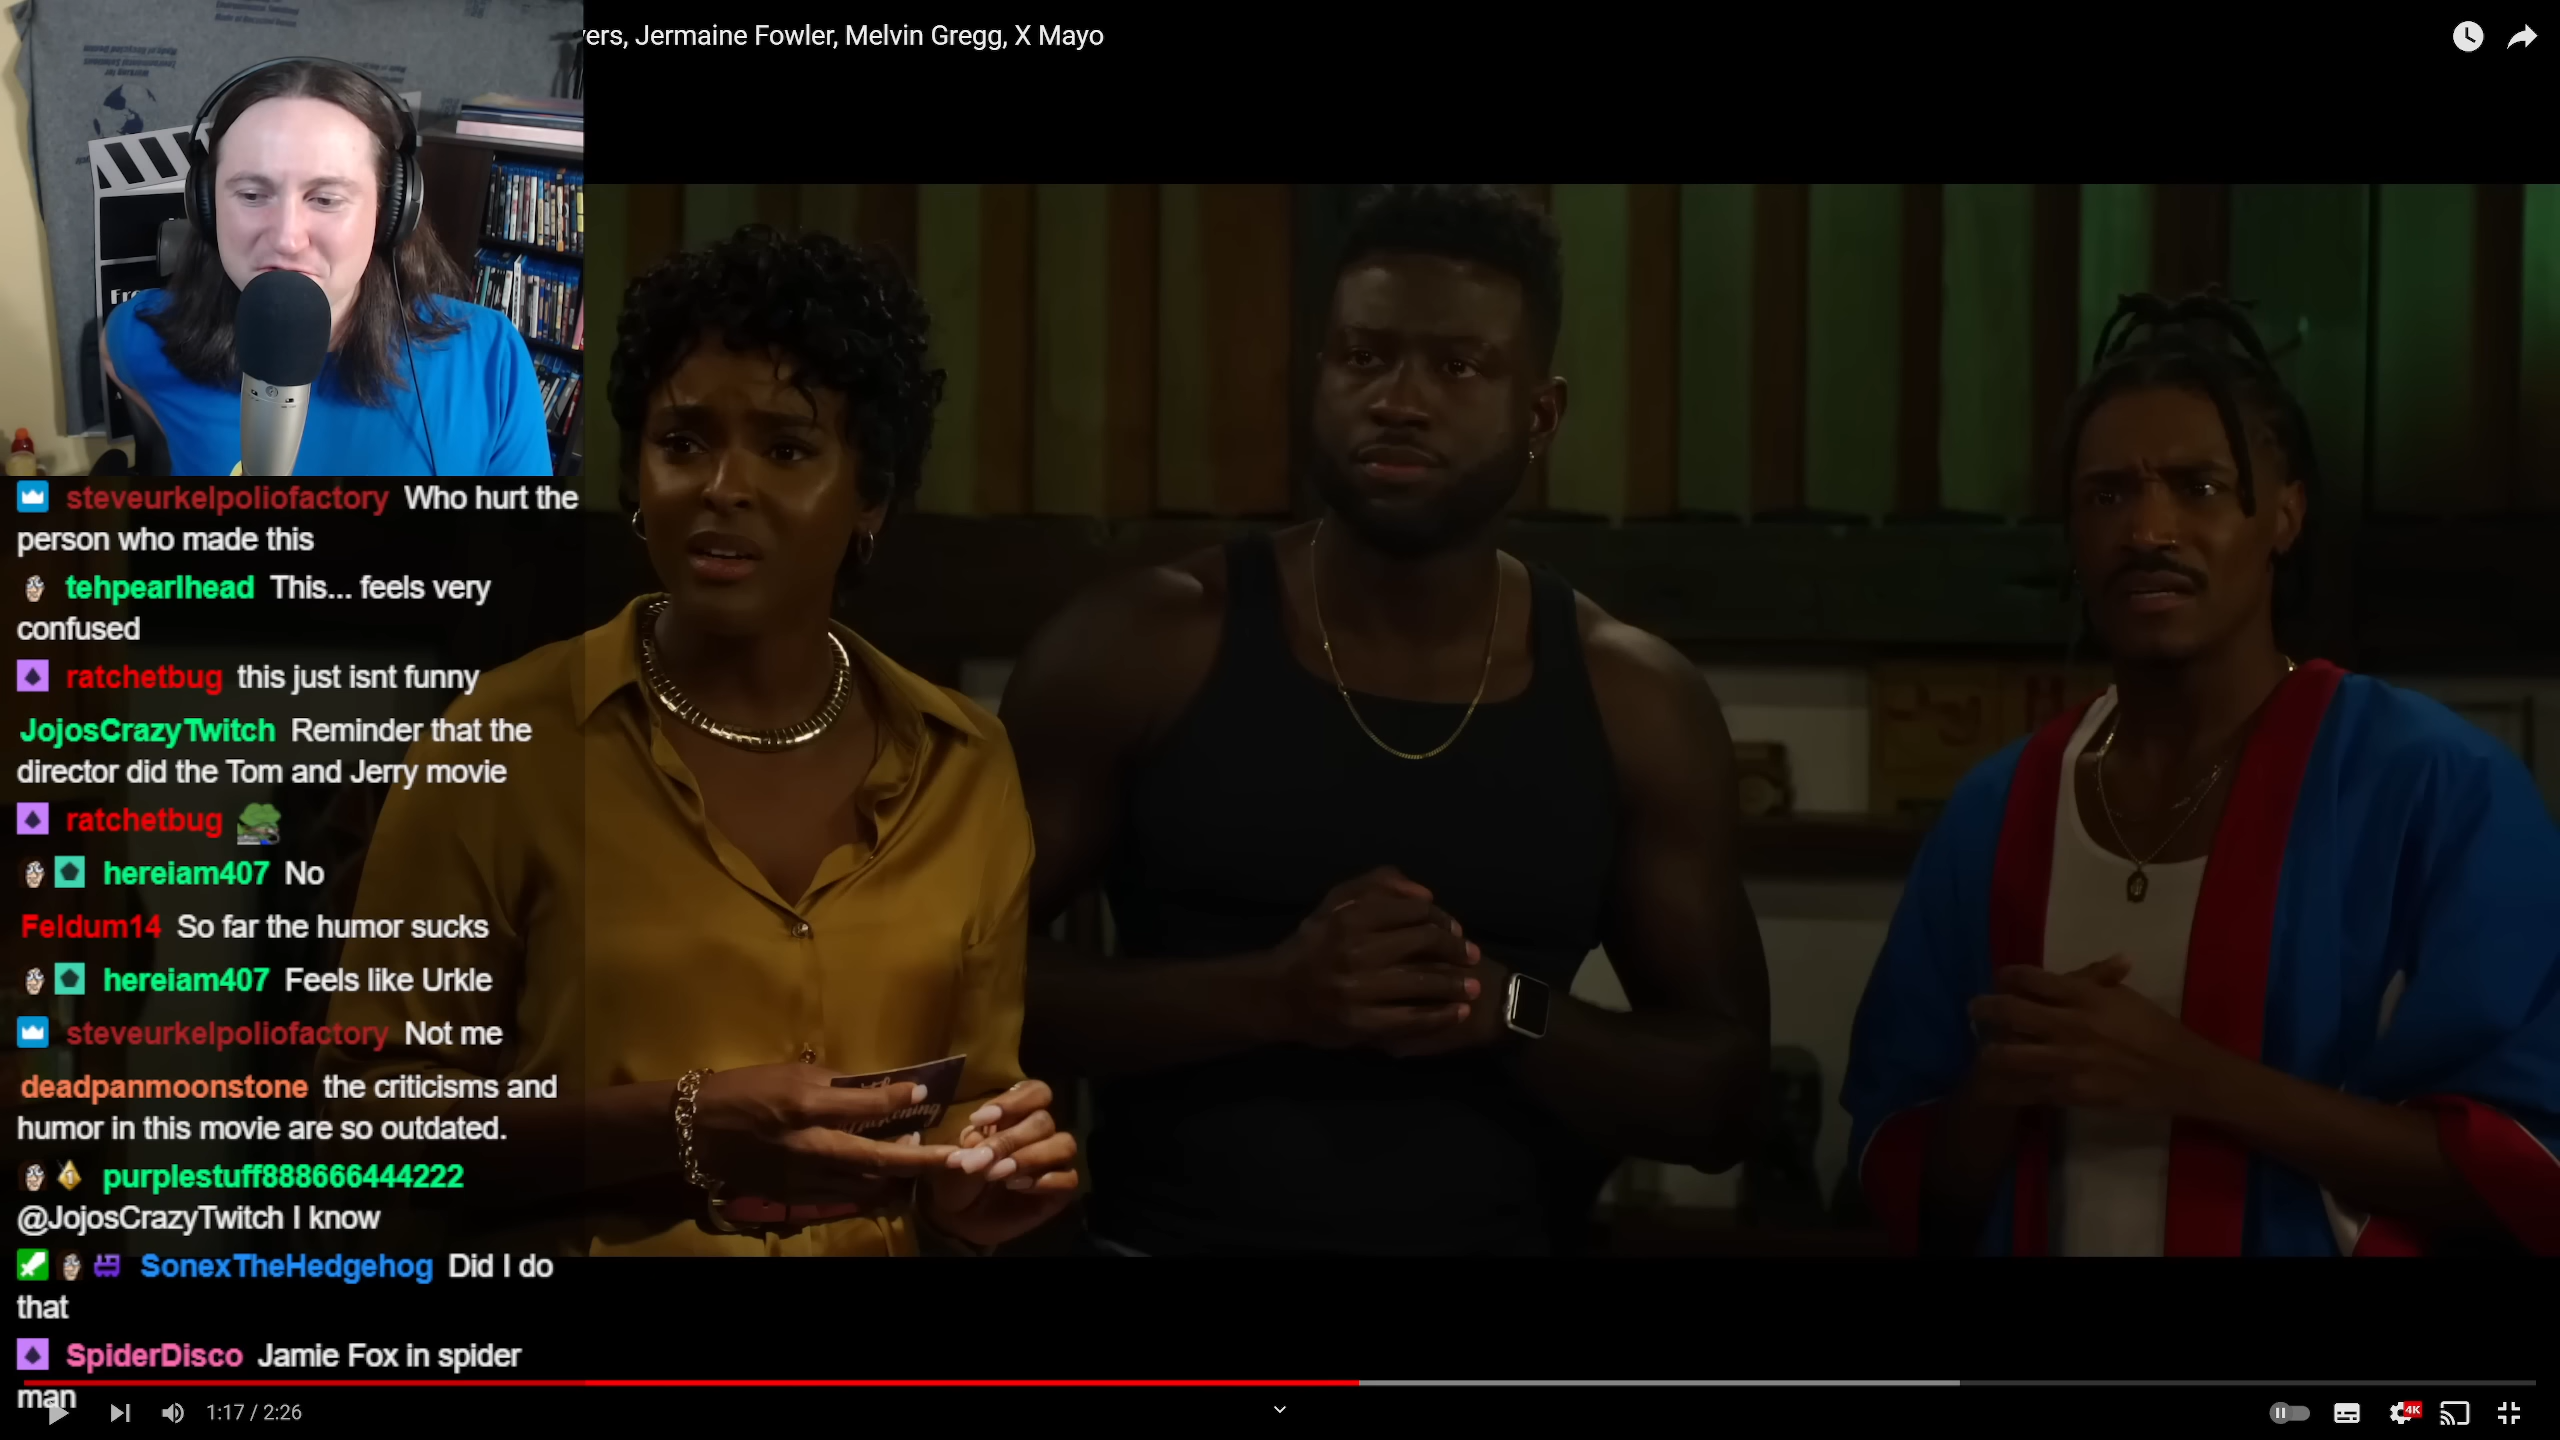 ers, Jermaine Fowler, Melvin Gregg, X Mayo
steveurkelpoliofactory Who hurt the
person who made this
tehpearlhead This... feels very
confused
ratchetbug this just isnt funny
JojosCrazyTwitch Reminder that the
director did the Tom and Jerry movie
ratchetbug
hereiam407 No
Feldum14 So far the humor sucks
hereiam407 Feels like Urkle
steveurkelpoliofactory Not me
deadpanmoonstone the criticisms and
humor in this movie are so outdated.
purplestuff888666444222
@JojosCrazyTwitch I know
SonexTheHedgehog Did I do
that
SpiderDisco Jamie Fox in spider
man
1:17 / 2:26
4K